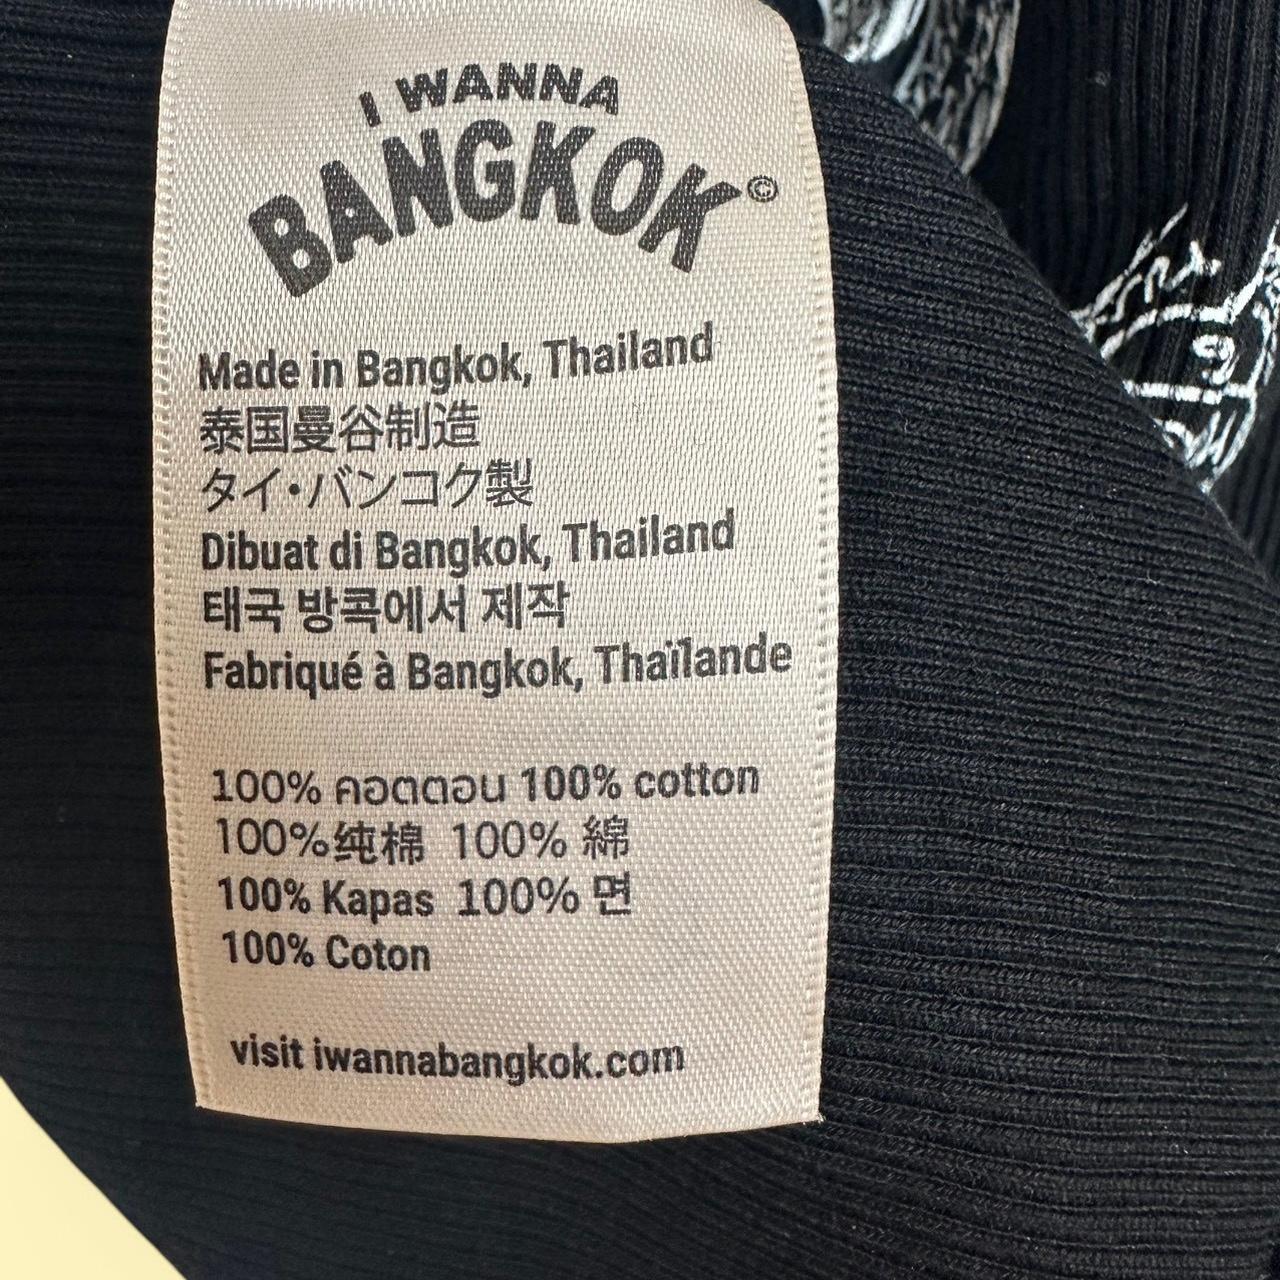 I WANNA
BANGKOK©
Made in Bangkok, Thailand
泰国曼谷制造
タイ・バンコク製
Dibuat di Bangkok, Thailand
태국 방콕에서 제작
Fabriqué à Bangkok, Thaïlande
100% คอตตอน 100% cotton
100%纯棉 100% 綿
100% Kapas 100% 면
100% Coton
visit iwannabangkok.com